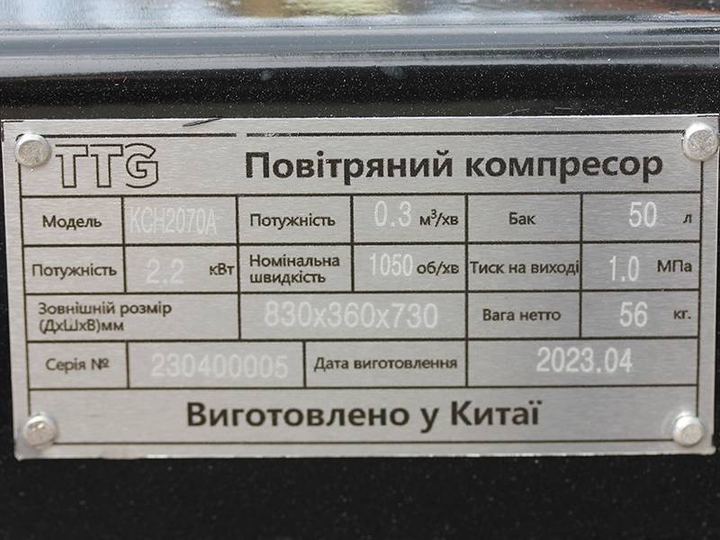 TTG Повітряний компресор
Модель KCH2070A Потужність 0.3 м³/хв Бак 50 л
Потужність 2.2 кВт Номінальна швидкість 1050 об/хв Тиск на виході 1.0 МПа
Зовнішній розмір (ДхШхВ)мм 830x360x730 Вага нетто 56 кг.
Серія № 230400005 Дата виготовлення 2023.04
Виготовлено у Китаї